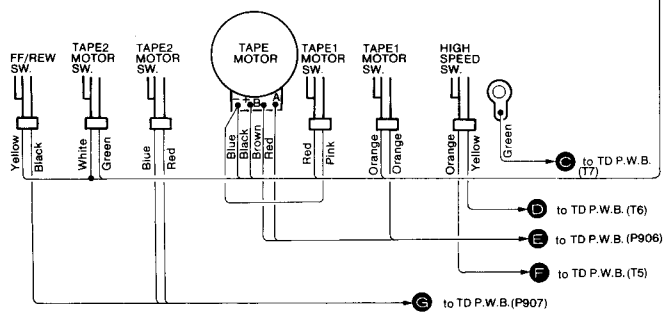 FF/REW
SW.
TAPE2
MOTOR
SW.
TAPE2
MOTOR
SW.
TAPE
MOTOR
TAPE1
MOTOR
SW.
TAPE1
MOTOR
SW.
HIGH
SPEED
SW.
− + B A
Yellow
Black
White
Green
Blue
Red
Blue
Black
Brown
Red
Red
Pink
Orange
Orange
Orange
Yellow
Green
C to TD P.W.B.
(T7)
D to TD P.W.B. (T6)
E to TD P.W.B. (P906)
F to TD P.W.B. (T5)
G to TD P.W.B. (P907)